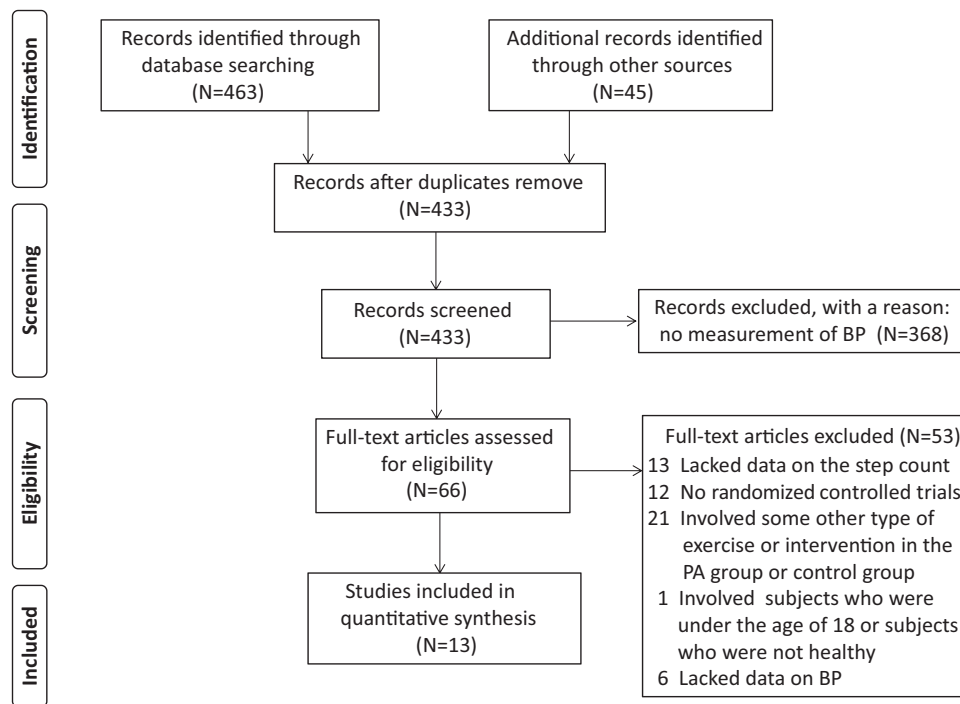 Identification
Records identified through
database searching
(N=463)
Additional records identified
through other sources
(N=45)
Records after duplicates remove
(N=433)
Screening
Records screened
(N=433)
Records excluded, with a reason:
no measurement of BP (N=368)
Eligibility
Full-text articles assessed
for eligibility
(N=66)
Full-text articles excluded (N=53)
13 Lacked data on the step count
12 No randomized controlled trials
21 Involved some other type of
exercise or intervention in the
PA group or control group
1 Involved subjects who were
under the age of 18 or subjects
who were not healthy
6 Lacked data on BP
Included
Studies included in
quantitative synthesis
(N=13)